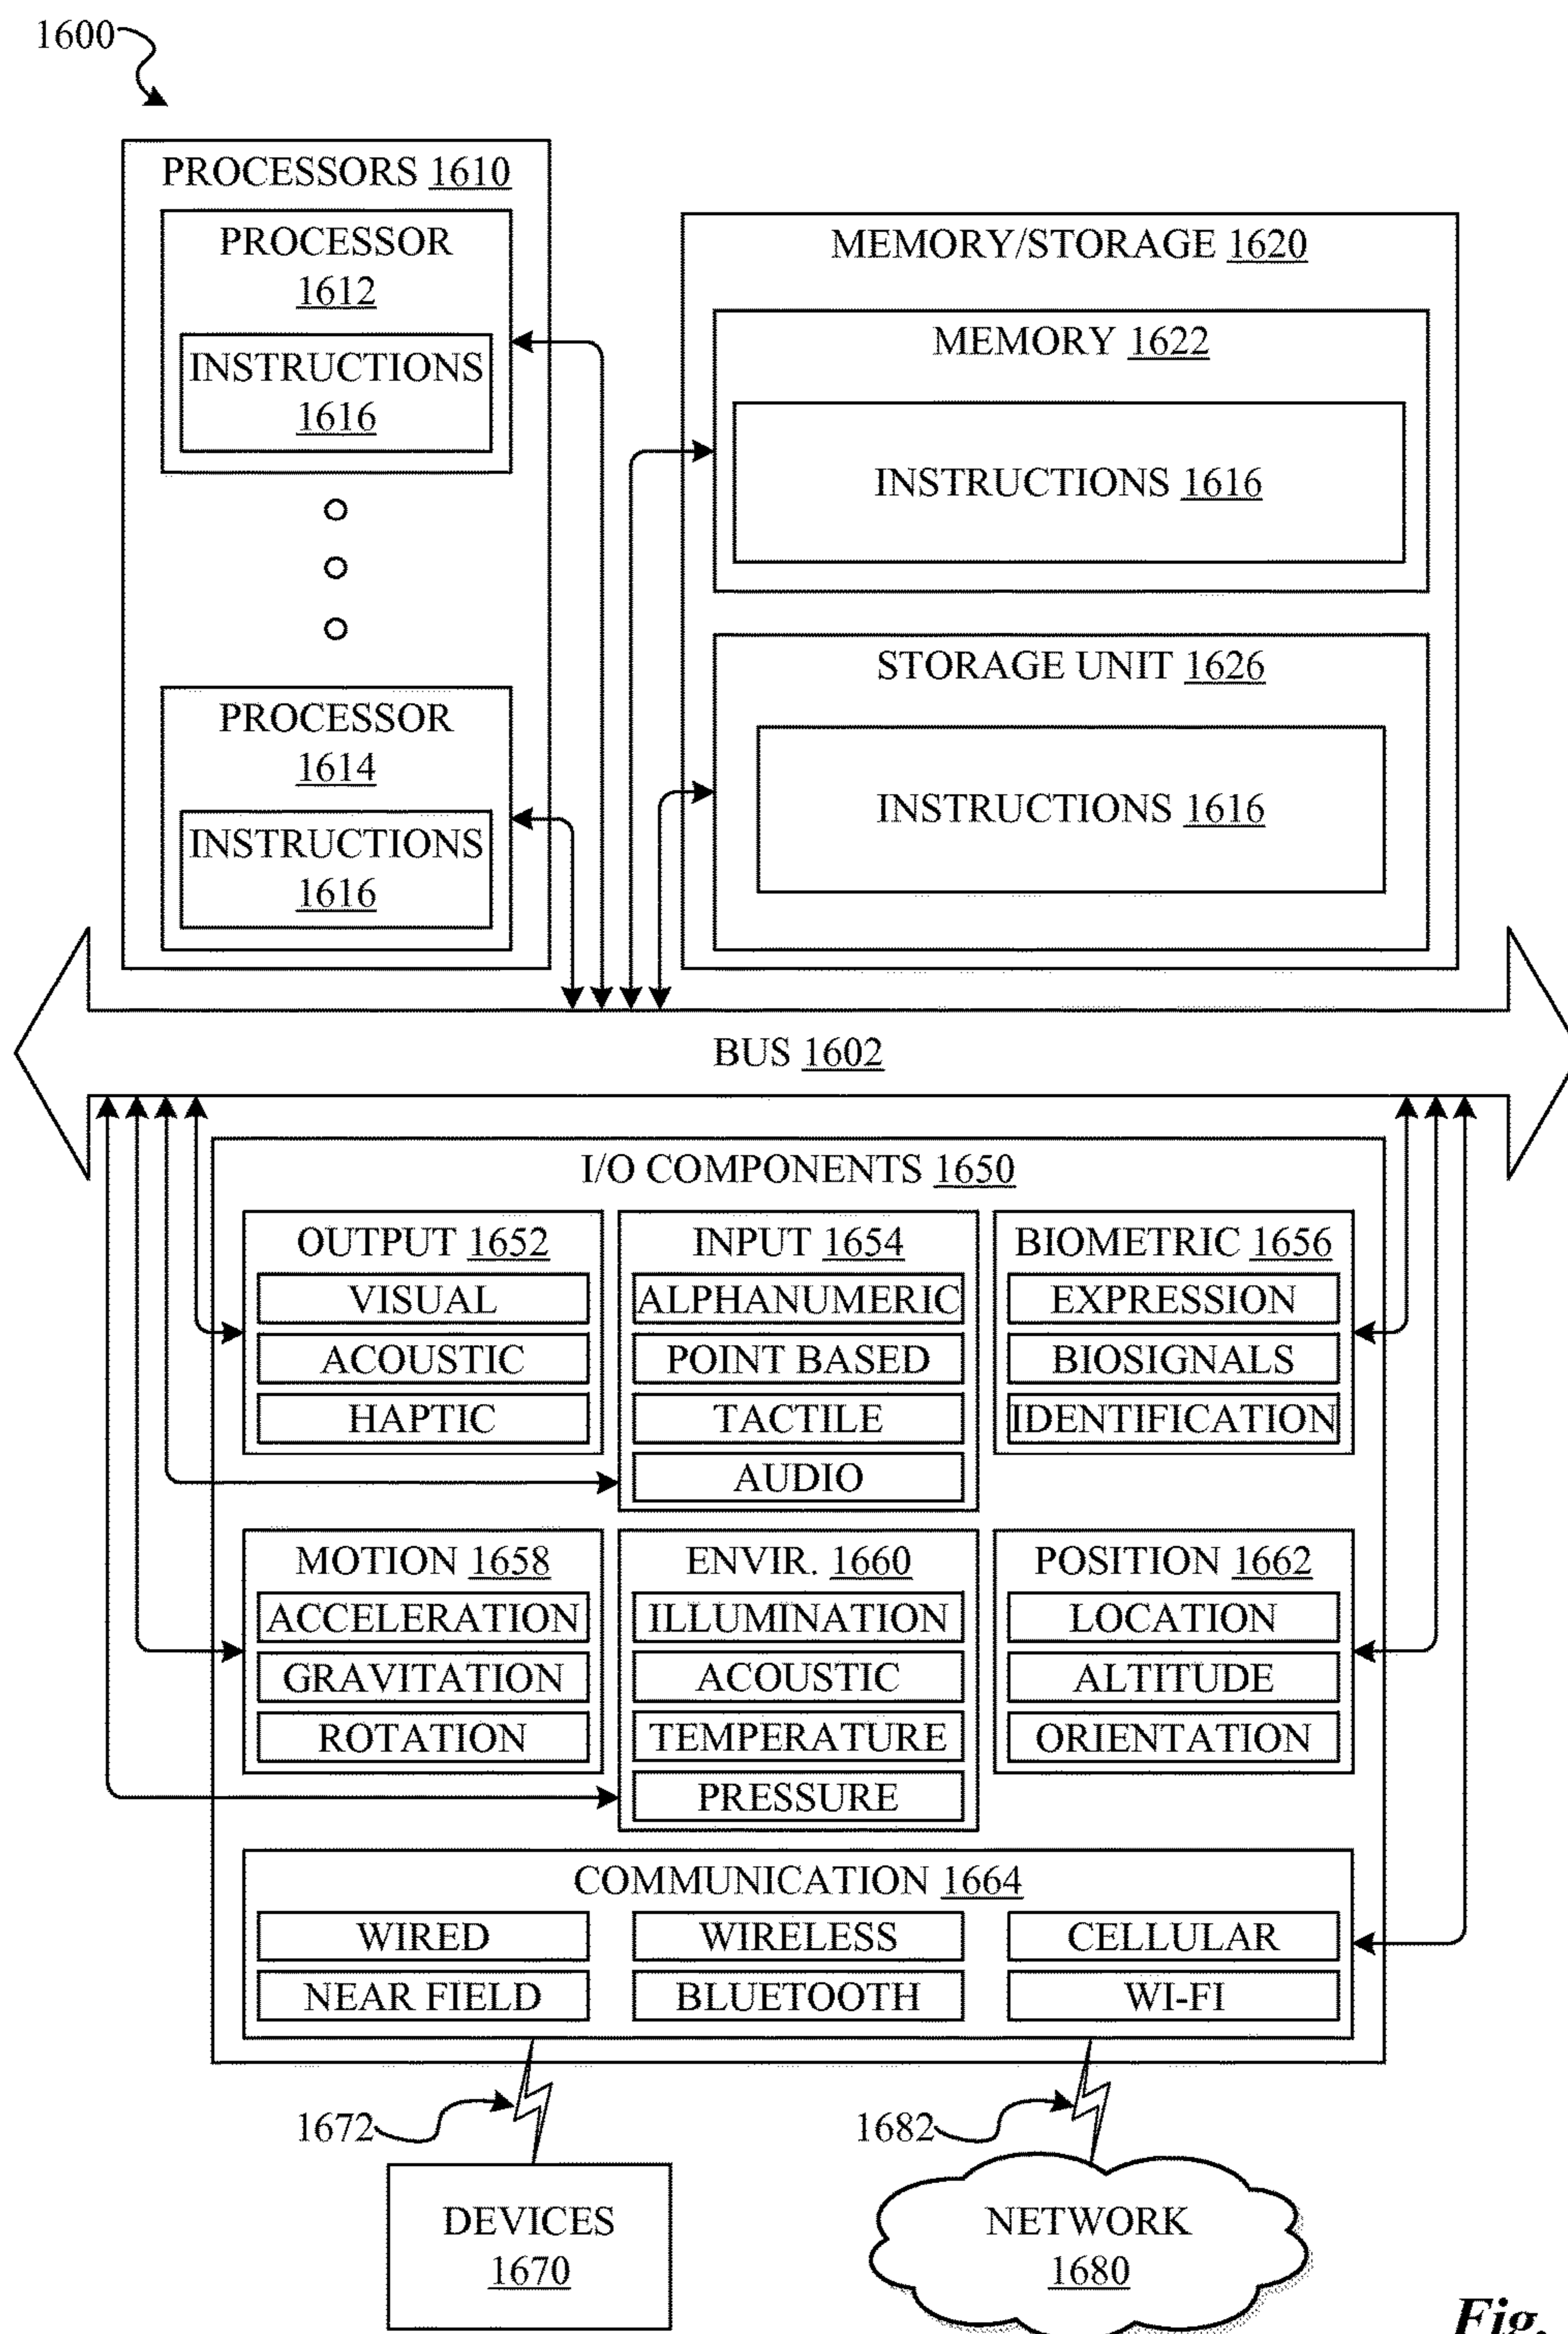 1600
PROCESSORS 1610
PROCESSOR
1612
INSTRUCTIONS
1616
PROCESSOR
1614
INSTRUCTIONS
1616
MEMORY/STORAGE 1620
MEMORY 1622
INSTRUCTIONS 1616
STORAGE UNIT 1626
INSTRUCTIONS 1616
BUS 1602
I/O COMPONENTS 1650
OUTPUT 1652
VISUAL
ACOUSTIC
HAPTIC
INPUT 1654
ALPHANUMERIC
POINT BASED
TACTILE
AUDIO
BIOMETRIC 1656
EXPRESSION
BIOSIGNALS
IDENTIFICATION
MOTION 1658
ACCELERATION
GRAVITATION
ROTATION
ENVIR. 1660
ILLUMINATION
ACOUSTIC
TEMPERATURE
PRESSURE
POSITION 1662
LOCATION
ALTITUDE
ORIENTATION
COMMUNICATION 1664
WIRED
WIRELESS
CELLULAR
NEAR FIELD
BLUETOOTH
WI-FI
1672
1682
DEVICES
1670
NETWORK
1680
Fig.